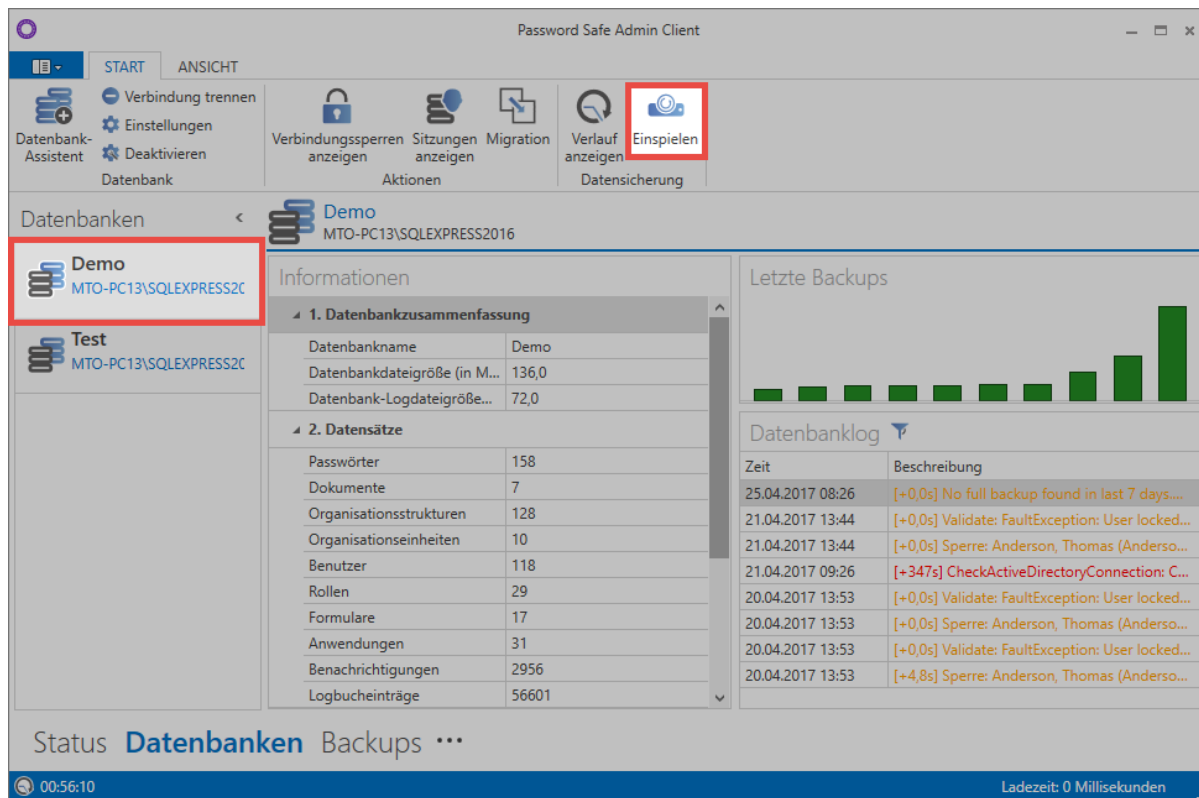 Password Safe Admin Client
START ANSICHT
Datenbank-Assistent
Verbindung trennen
Einstellungen
Deaktivieren
Datenbank
Verbindungssperren anzeigen
Sitzungen anzeigen
Migration
Aktionen
Verlauf anzeigen
Einspielen
Datensicherung
Datenbanken
Demo
MTO-PC13\SQLEXPRESS20
Test
MTO-PC13\SQLEXPRESS20
Demo
MTO-PC13\SQLEXPRESS2016
Informationen
1. Datenbankzusammenfassung
Datenbankname Demo
Datenbankdateigröße (in M... 136,0
Datenbank-Logdateigröße... 72,0
2. Datensätze
Passwörter 158
Dokumente 7
Organisationsstrukturen 128
Organisationseinheiten 10
Benutzer 118
Rollen 29
Formulare 17
Anwendungen 31
Benachrichtigungen 2956
Logbucheinträge 56601
Letzte Backups
Datenbanklog
Zeit Beschreibung
25.04.2017 08:26 [+0,0s] No full backup found in last 7 days....
21.04.2017 13:44 [+0,0s] Validate: FaultException: User locked...
21.04.2017 13:44 [+0,0s] Sperre: Anderson, Thomas (Anderso...
21.04.2017 09:26 [+347s] CheckActiveDirectoryConnection: C...
20.04.2017 13:53 [+0,0s] Validate: FaultException: User locked...
20.04.2017 13:53 [+0,0s] Sperre: Anderson, Thomas (Anderso...
20.04.2017 13:53 [+0,0s] Validate: FaultException: User locked...
20.04.2017 13:53 [+4,8s] Sperre: Anderson, Thomas (Anderso...
Status Datenbanken Backups ...
00:56:10 Ladezeit: 0 Millisekunden